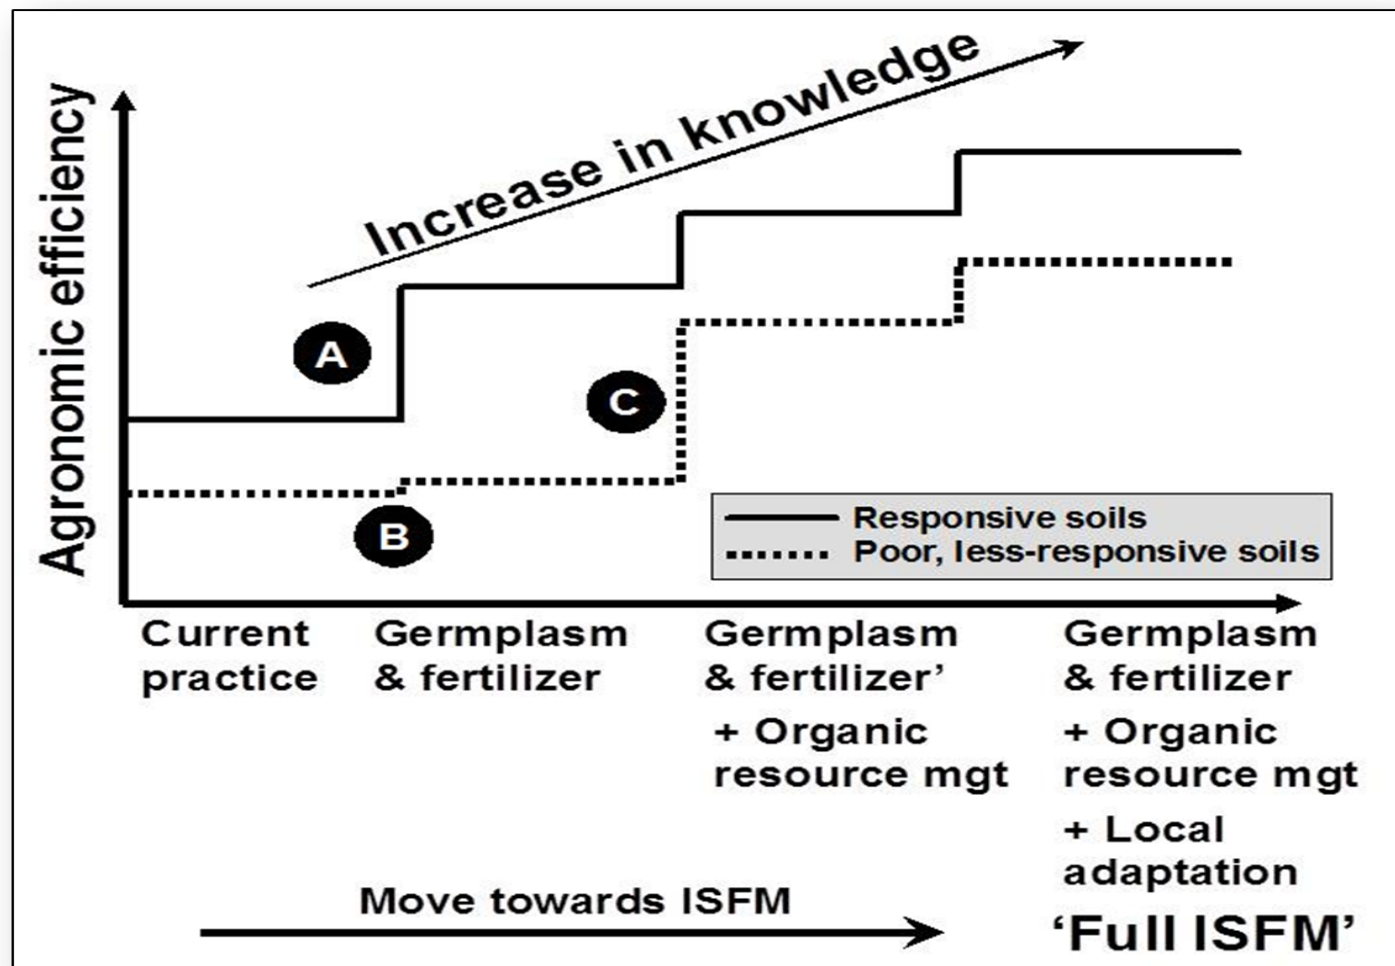 Increase in knowledge
Agronomic efficiency
A
C
B
Responsive soils
Poor, less-responsive soils
Current
practice
Germplasm
& fertilizer
Germplasm
& fertilizer’
+ Organic
resource mgt
Germplasm
& fertilizer
+ Organic
resource mgt
+ Local
adaptation
Move towards ISFM
‘Full ISFM’